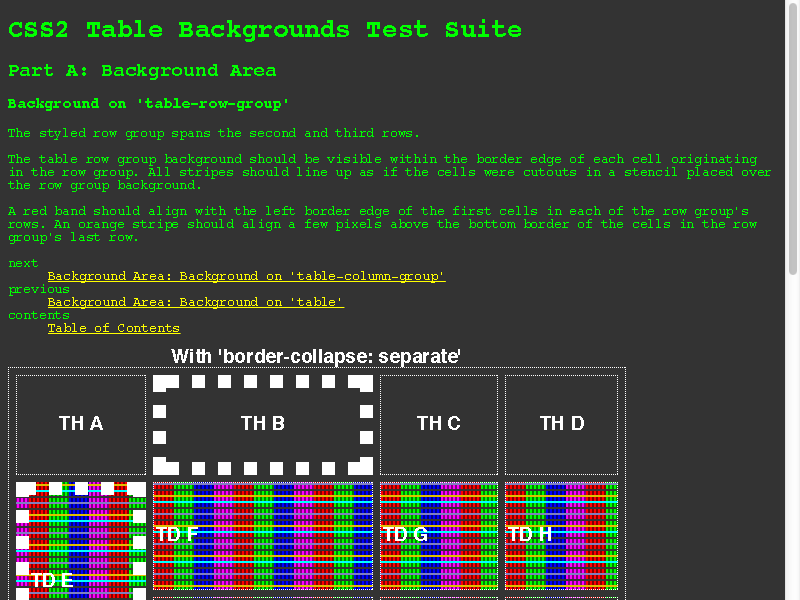 CSS2 Table Backgrounds Test Suite
Part A: Background Area
Background on 'table-row-group'
The styled row group spans the second and third rows.
The table row group background should be visible within the border edge of each cell originating
in the row group. All stripes should line up as if the cells were cutouts in a stencil placed over
the row group background.
A red band should align with the left border edge of the first cells in each of the row group's
rows. An orange stripe should align a few pixels above the bottom border of the cells in the row
group's last row.
next
Background Area: Background on 'table-column-group'
previous
Background Area: Background on 'table'
contents
Table of Contents
With 'border-collapse: separate'
TH A TH B TH C TH D
TD F TD G TD H
TD E